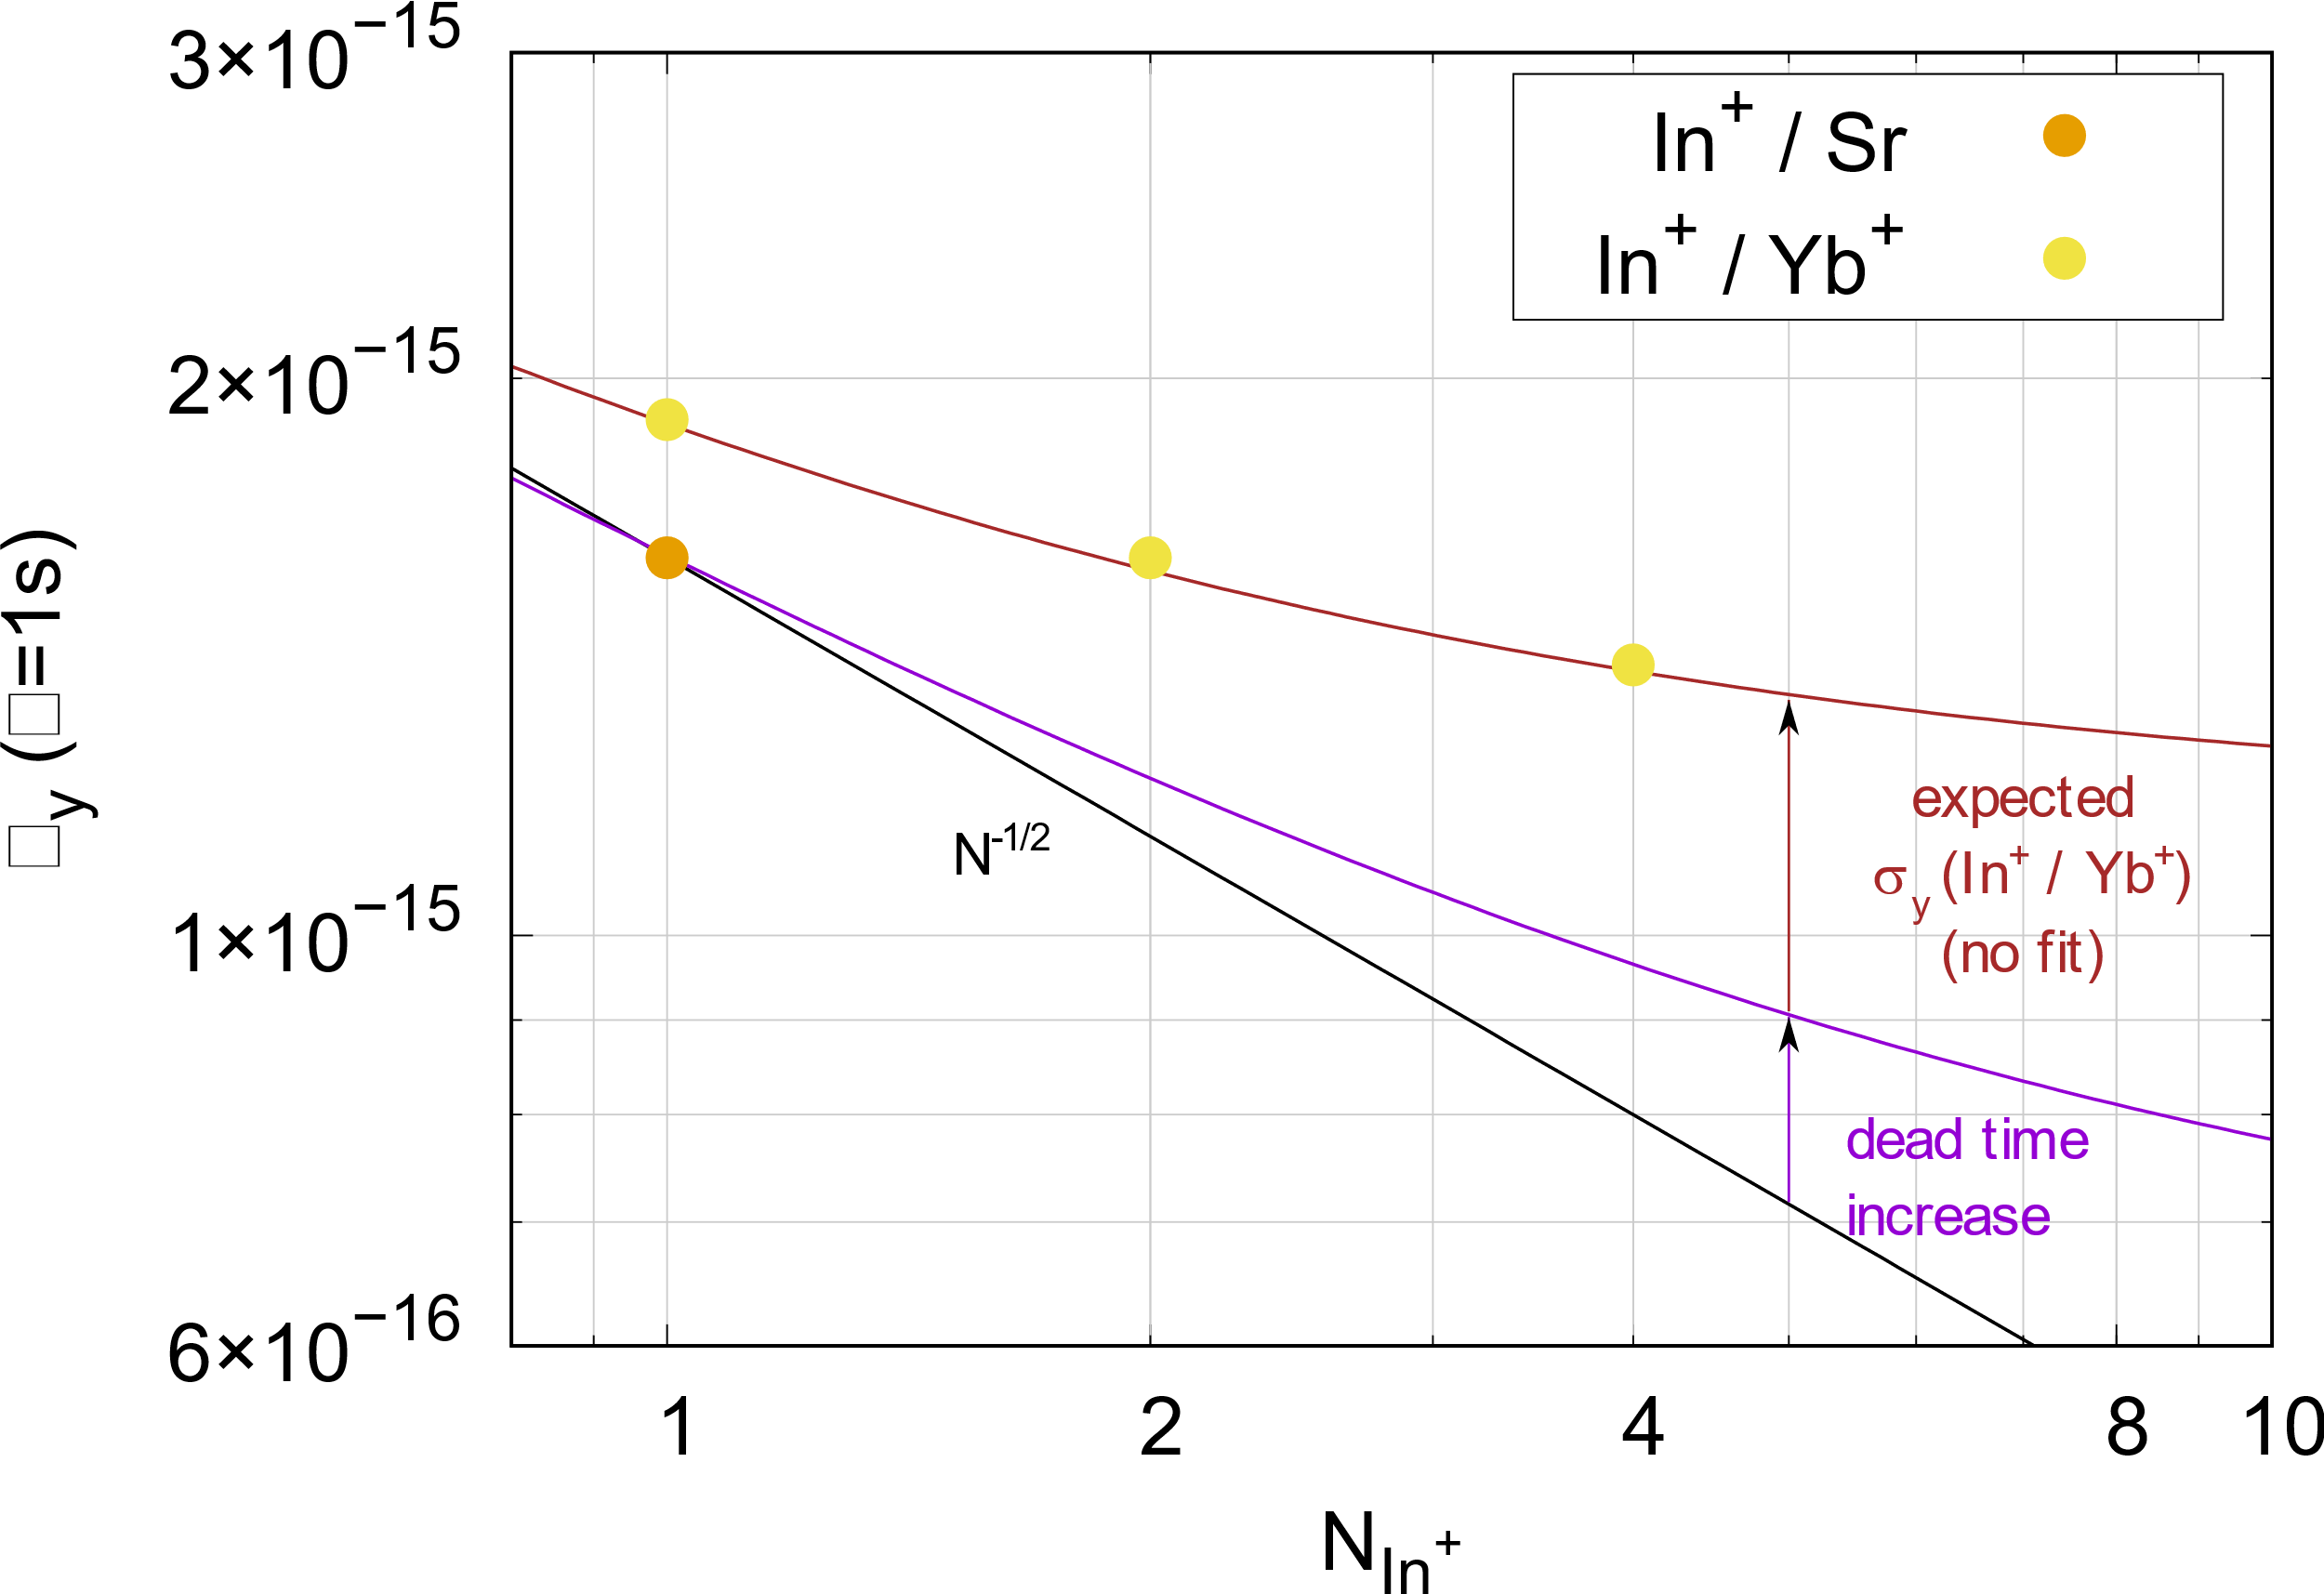 3×10⁻¹⁵
2×10⁻¹⁵
1×10⁻¹⁵
6×10⁻¹⁶
□y (□=1s)
In⁺ / Sr
In⁺ / Yb⁺
N⁻¹/²
expected
σy (In⁺ / Yb⁺)
(no fit)
dead time
increase
1 2 4 8 10
N_In⁺